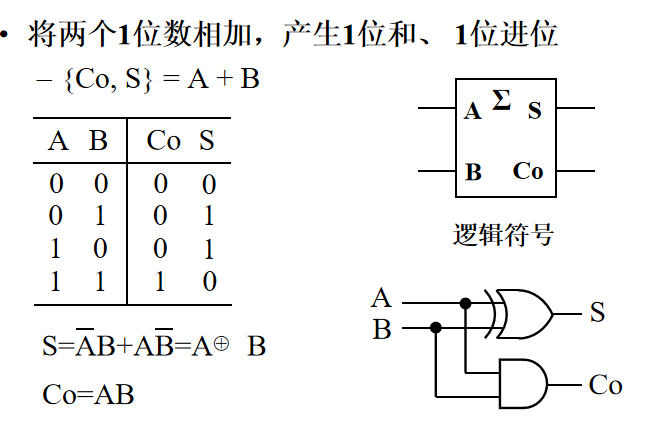 • 将两个1位数相加，产生1位和、 1位进位
– {Co, S} = A + B
A B Co S
0 0 0 0
0 1 0 1
1 0 0 1
1 1 1 0
S=A̅B+AB̅=A⊕ B
Co=AB
A Σ S
B Co
逻辑符号
A
B
S
Co